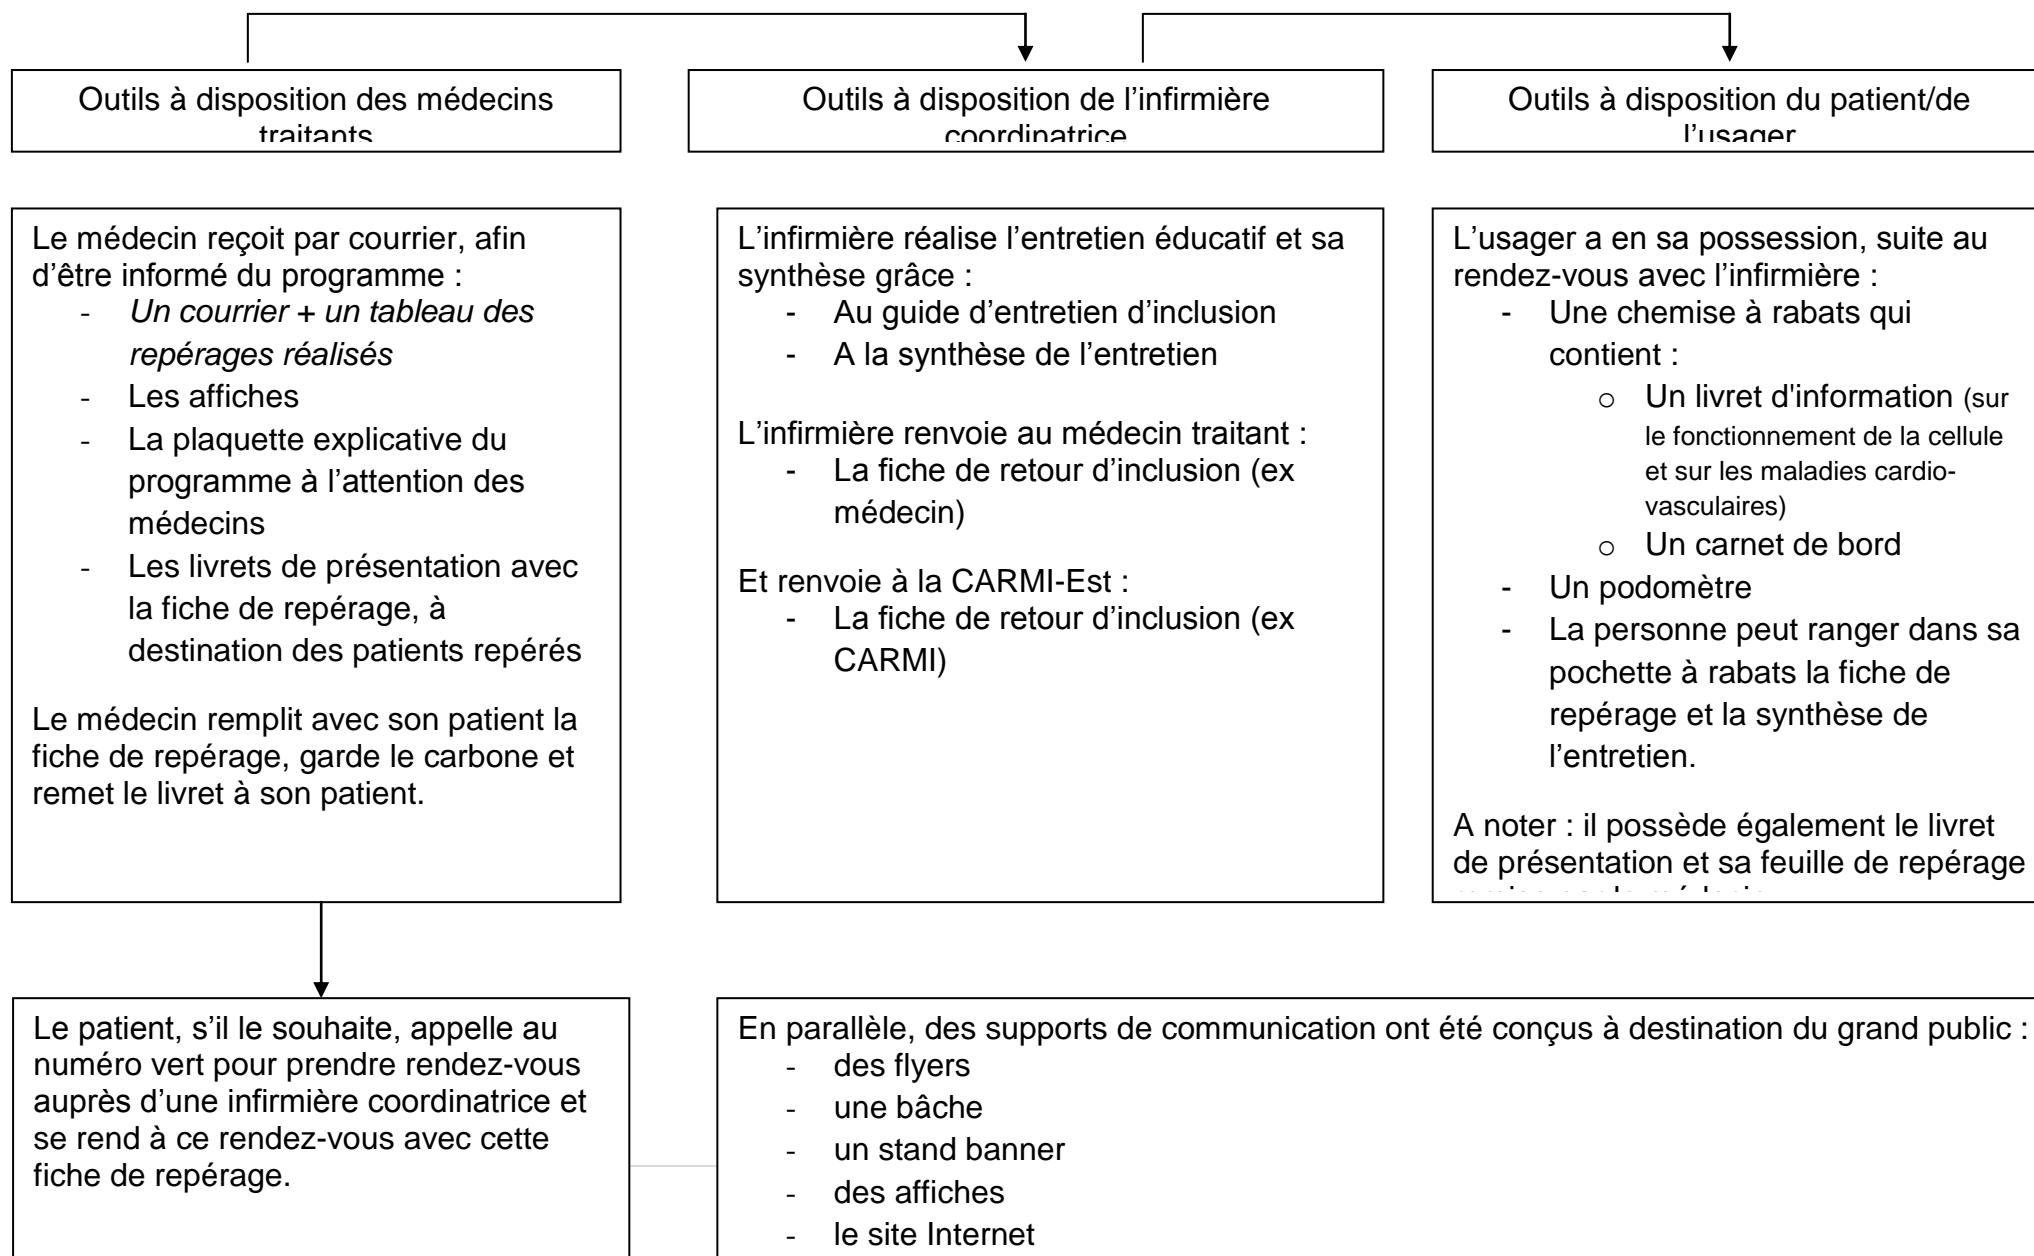 Outils à disposition des médecins
traitants
Outils à disposition de l’infirmière
coordinatrice
Outils à disposition du patient/de
l’usager
Le médecin reçoit par courrier, afin
d’être informé du programme :
- Un courrier + un tableau des
repérages réalisés
- Les affiches
- La plaquette explicative du
programme à l’attention des
médecins
- Les livrets de présentation avec
la fiche de repérage, à
destination des patients repérés
Le médecin remplit avec son patient la
fiche de repérage, garde le carbone et
remet le livret à son patient.
L’infirmière réalise l’entretien éducatif et sa
synthèse grâce :
- Au guide d’entretien d’inclusion
- A la synthèse de l’entretien
L’infirmière renvoie au médecin traitant :
- La fiche de retour d’inclusion (ex
médecin)
Et renvoie à la CARMI-Est :
- La fiche de retour d’inclusion (ex
CARMI)
L’usager a en sa possession, suite au
rendez-vous avec l’infirmière :
- Une chemise à rabats qui
contient :
o Un livret d'information (sur
le fonctionnement de la cellule
et sur les maladies cardio-
vasculaires)
o Un carnet de bord
- Un podomètre
- La personne peut ranger dans sa
pochette à rabats la fiche de
repérage et la synthèse de
l’entretien.
A noter : il possède également le livret
de présentation et sa feuille de repérage
Le patient, s’il le souhaite, appelle au
numéro vert pour prendre rendez-vous
auprès d’une infirmière coordinatrice et
se rend à ce rendez-vous avec cette
fiche de repérage.
En parallèle, des supports de communication ont été conçus à destination du grand public :
- des flyers
- une bâche
- un stand banner
- des affiches
- le site Internet